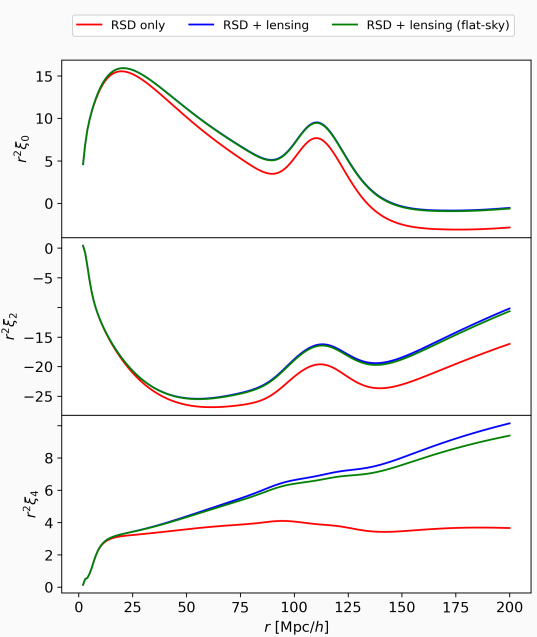 RSD only RSD + lensing RSD + lensing (flat-sky)
15
10
5
0
r²ξ₀
0
−5
−15
−20
−25
r²ξ₂
8
6
4
2
0
r²ξ₄
0 25 50 75 100 125 150 175 200
r [Mpc/h]